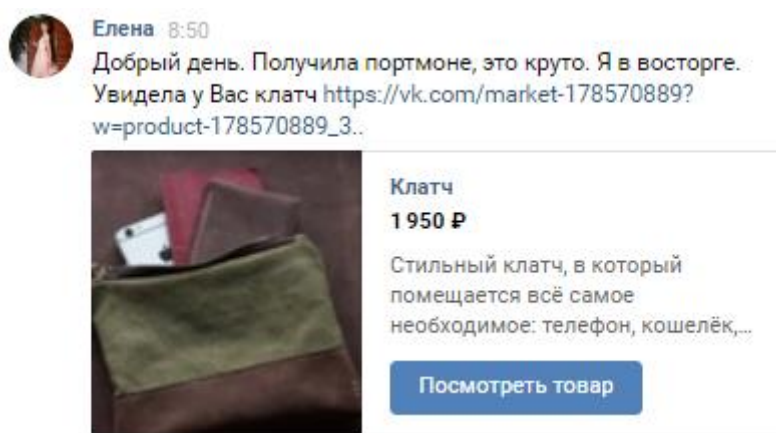 Елена 8:50
Добрый день. Получила портмоне, это круто. Я в восторге.
Увидела у Вас клатч https://vk.com/market-178570889?
w=product-178570889_3..
Клатч
1 950 ₽
Стильный клатч, в который
помещается всё самое
необходимое: телефон, кошелёк,...
Посмотреть товар